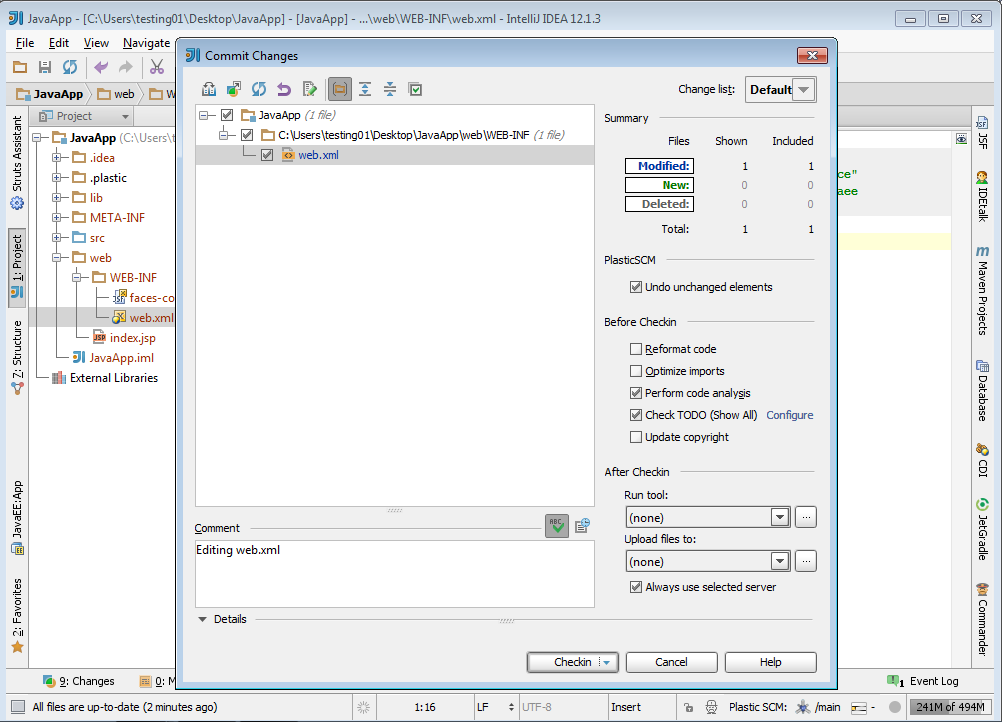 JavaApp - [C:\Users\testing01\Desktop\JavaApp] - [JavaApp] - ...\web\WEB-INF\web.xml - IntelliJ IDEA 12.1.3
File Edit View Navigate
JavaApp web W
Project
JavaApp (C:\Users\t
.idea
.plastic
lib
META-INF
src
web
WEB-INF
faces-co
web.xml
index.jsp
JavaApp.iml
External Libraries
Struts Assistant
1: Project
7: Structure
JavaEE:App
2: Favorites
Commit Changes
Change list: Default
JavaApp (1 file)
C:\Users\testing01\Desktop\JavaApp\web\WEB-INF (1 file)
web.xml
Summary
Files Shown Included
Modified: 1 1
New: 0 0
Deleted: 0 0
Total: 1 1
PlasticSCM
Undo unchanged elements
Before Checkin
Reformat code
Optimize imports
Perform code analysis
Check TODO (Show All) Configure
Update copyright
After Checkin
Run tool:
(none) ...
Upload files to:
(none) ...
Always use selected server
Comment
ABC
Editing web.xml
Details
Checkin Cancel Help
ce"
aee
JSF
IDEtalk
m
Maven Projects
Database
CDI
JetGradle
Commander
9: Changes 0: M
1 Event Log
All files are up-to-date (2 minutes ago) 1:16 LF UTF-8 Insert Plastic SCM: /main - 241M of 494M